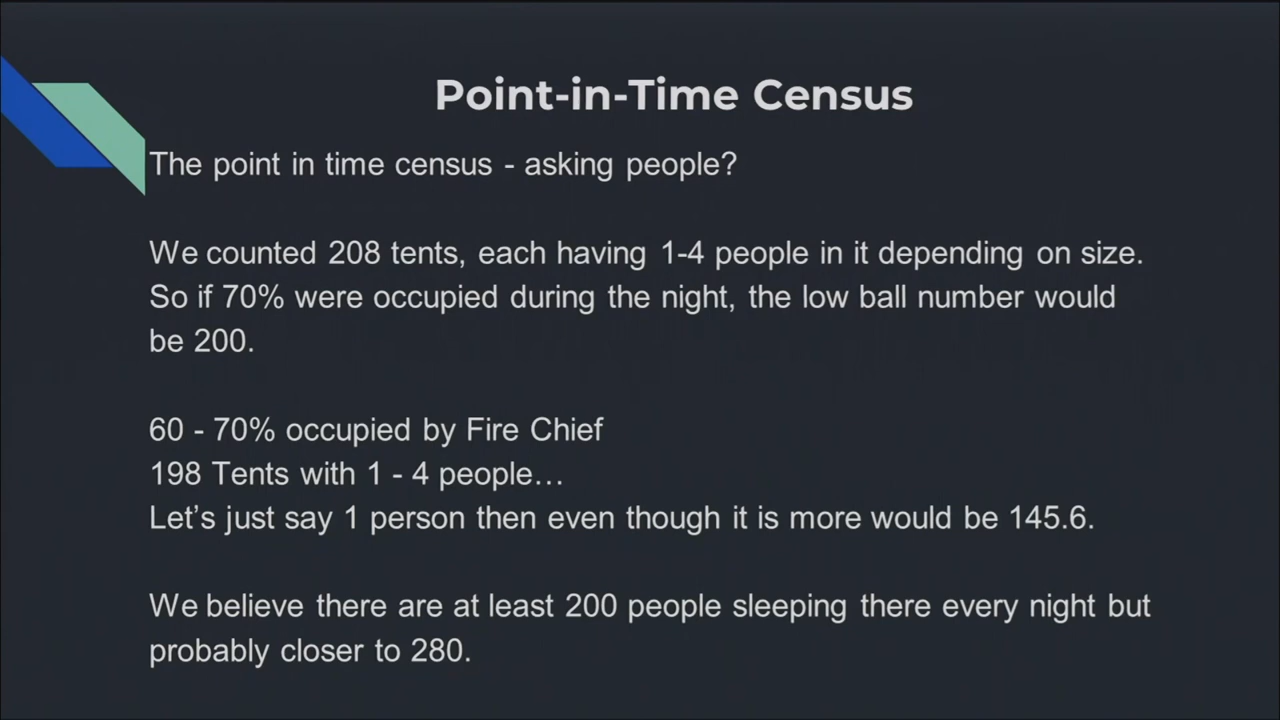 Point-in-Time Census
The point in time census - asking people?
We counted 208 tents, each having 1-4 people in it depending on size.
So if 70% were occupied during the night, the low ball number would
be 200.
60 - 70% occupied by Fire Chief
198 Tents with 1 - 4 people…
Let’s just say 1 person then even though it is more would be 145.6.
We believe there are at least 200 people sleeping there every night but
probably closer to 280.